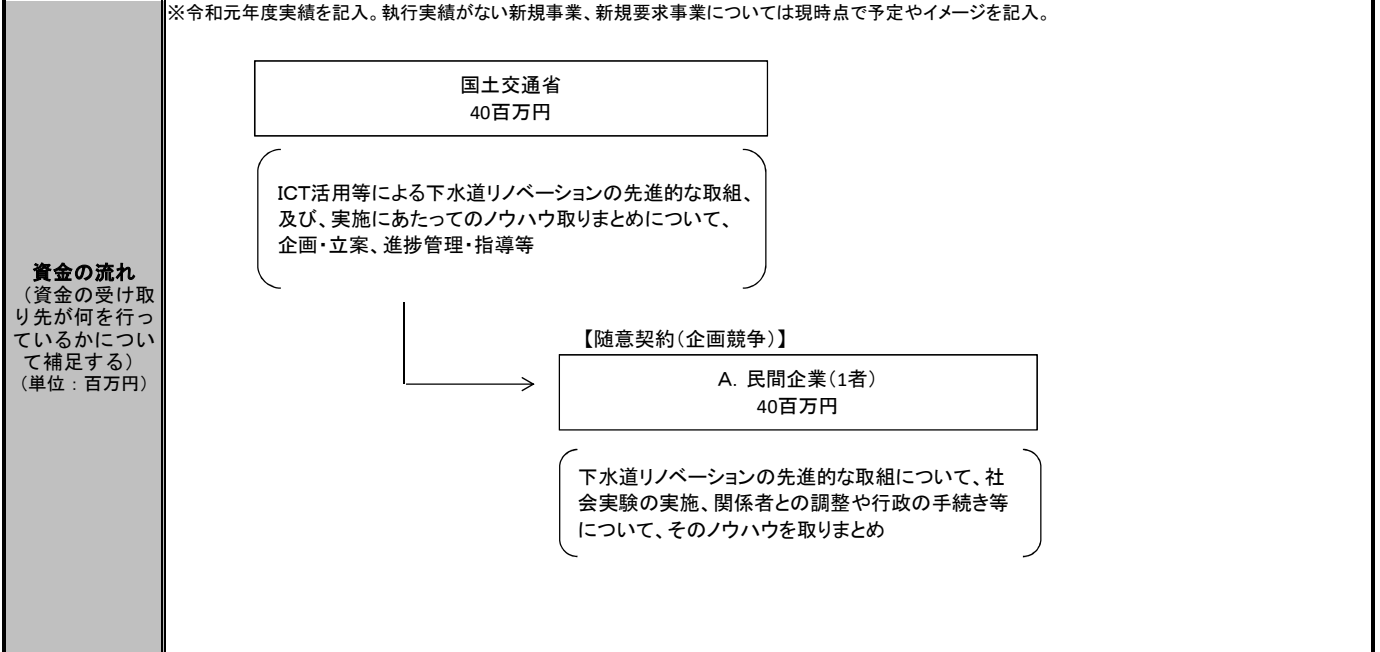 ※令和元年度実績を記入。執行実績がない新規事業、新規要求事業については現時点で予定やイメージを記入。
国土交通省
40百万円
ICT活用等による下水道リノベーションの先進的な取組、
及び、実施にあたってのノウハウ取りまとめについて、
企画・立案、進捗管理・指導等
資金の流れ
（資金の受け取
り先が何を行っ
ているかについ
て補足する）
（単位：百万円）
【随意契約（企画競争）】
A．民間企業（1者）
40百万円
下水道リノベーションの先進的な取組について、社
会実験の実施、関係者との調整や行政の手続き等
について、そのノウハウを取りまとめ